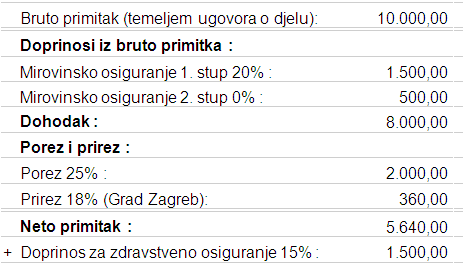 Bruto primitak (temeljem ugovora o djelu): 10.000,00
Doprinosi iz bruto primitka :
Mirovinsko osiguranje 1. stup 20% : 1.500,00
Mirovinsko osiguranje 2. stup 0% : 500,00
Dohodak : 8.000,00
Porez i prirez :
Porez 25% : 2.000,00
Prirez 18% (Grad Zagreb): 360,00
Neto primitak : 5.640,00
+ Doprinos za zdravstveno osiguranje 15% : 1.500,00